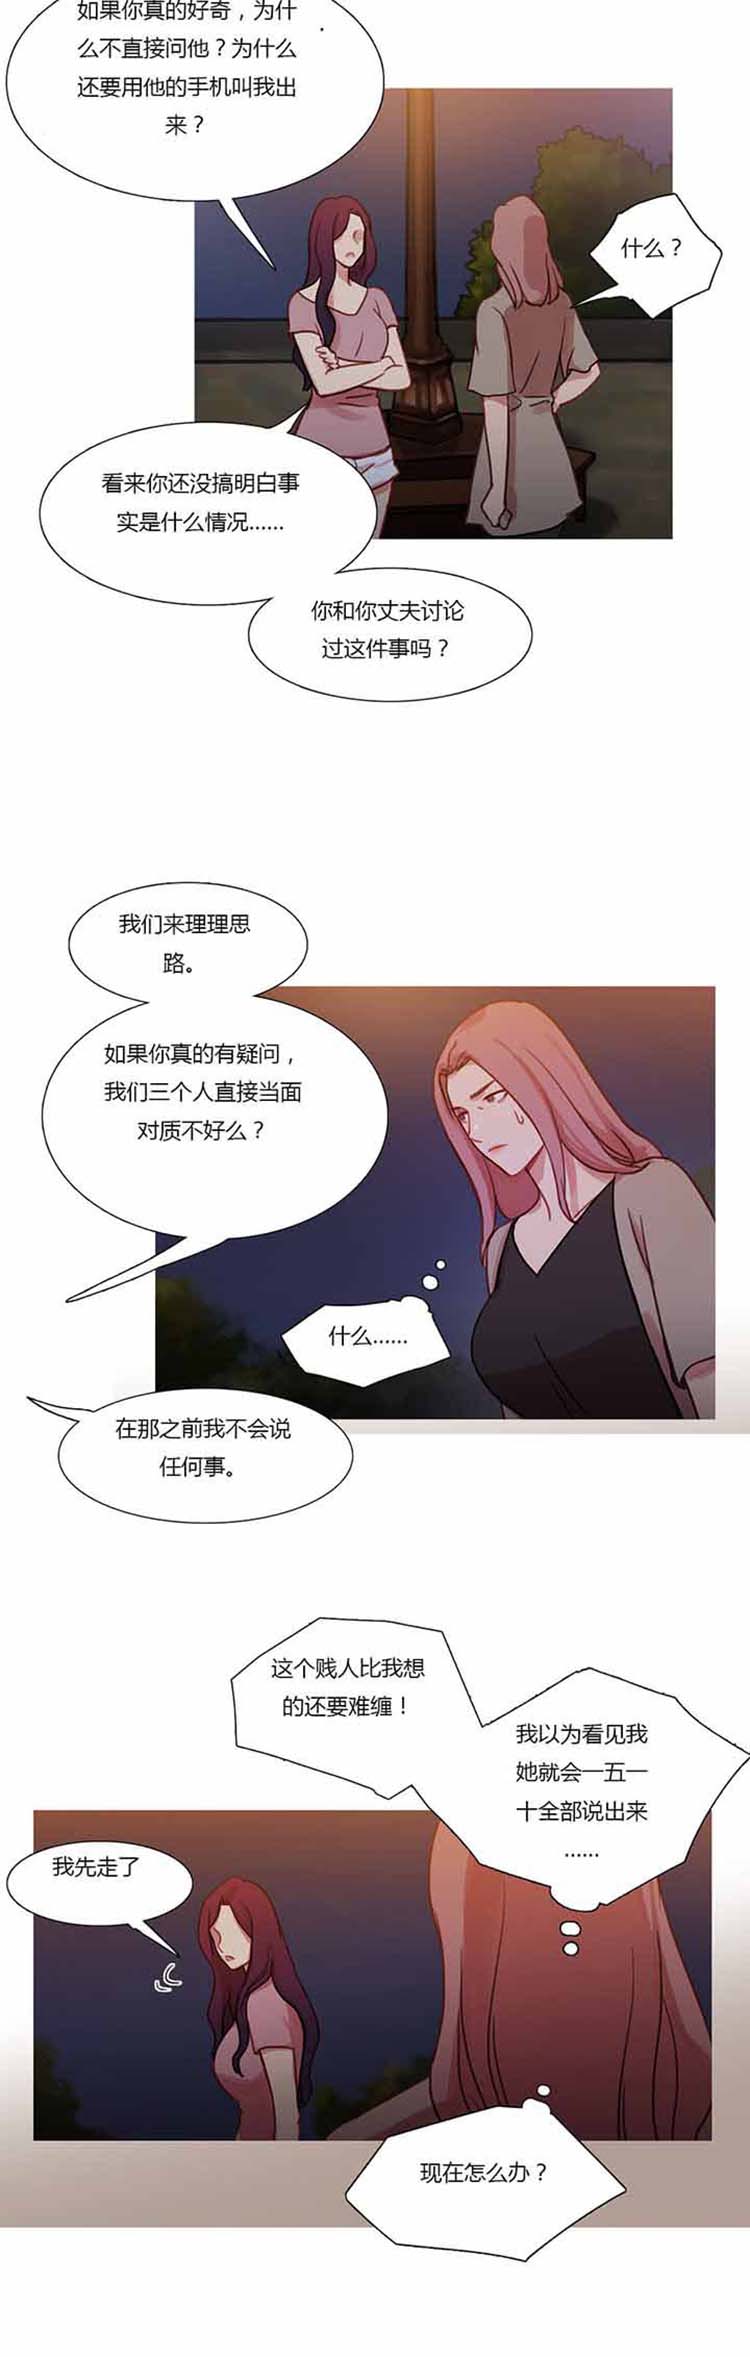 如果你真的好奇，为什
么不直接问他？为什么
还要用他的手机叫我出
来？
什么？
看来你还没搞明白事
实是什么情况……
你和你丈夫讨论
过这件事吗？
我们来理理思
路。
如果你真的有疑问，
我们三个人直接当面
对质不好么？
什么……
在那之前我不会说
任何事。
这个贱人比我想
的还要难缠！
我以为看见我
她就会一五一
十全部说出来
……
我先走了
现在怎么办？